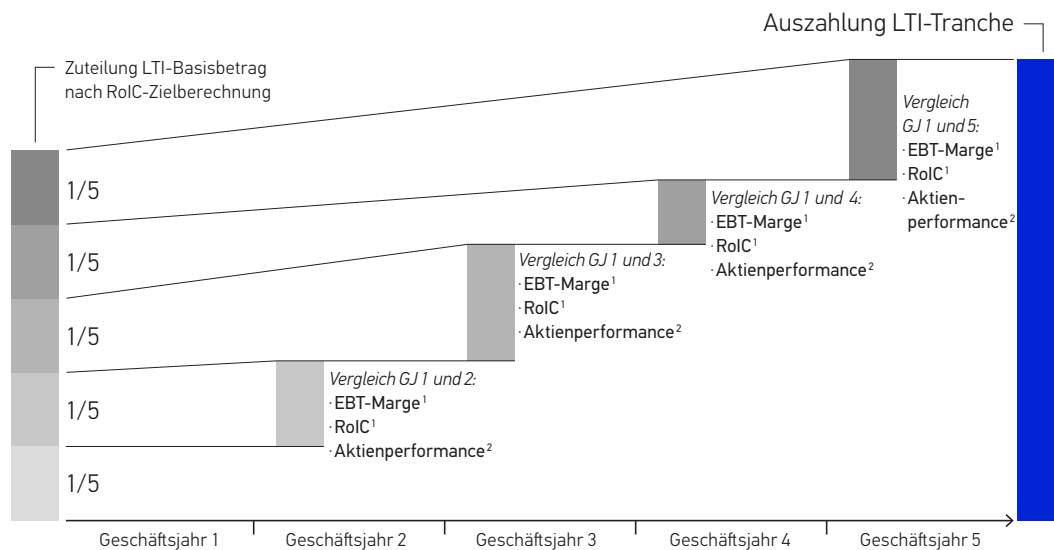 Auszahlung LTI-Tranche
Zuteilung LTI-Basisbetrag
nach RoIC-Zielberechnung
1/5
1/5
1/5
1/5
1/5
Vergleich GJ 1 und 2:
· EBT-Marge¹
· RoIC¹
· Aktienperformance²
Vergleich GJ 1 und 3:
· EBT-Marge¹
· RoIC¹
· Aktienperformance²
Vergleich GJ 1 und 4:
· EBT-Marge¹
· RoIC¹
· Aktienperformance²
Vergleich
GJ 1 und 5:
· EBT-Marge¹
· RoIC¹
· Aktien-
performance²
Geschäftsjahr 1
Geschäftsjahr 2
Geschäftsjahr 3
Geschäftsjahr 4
Geschäftsjahr 5